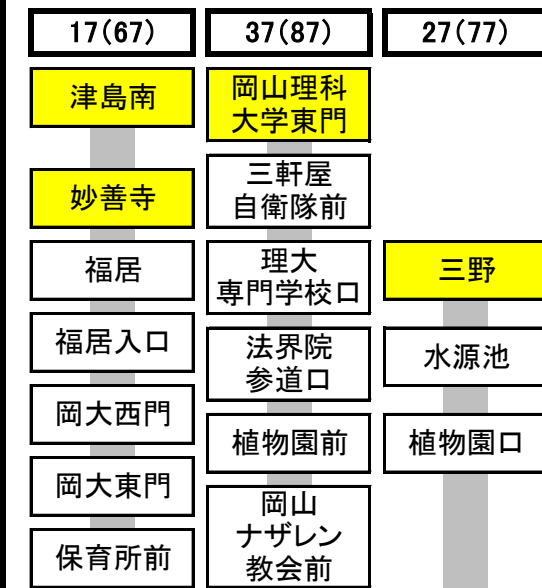 17(67)
37(87)
27(77)
津島南
妙善寺
福居
福居入口
岡大西門
岡大東門
保育所前
岡山理科
大学東門
三軒屋
自衛隊前
理大
専門学校口
法界院
参道口
植物園前
岡山
ナザレン
教会前
三野
水源池
植物園口